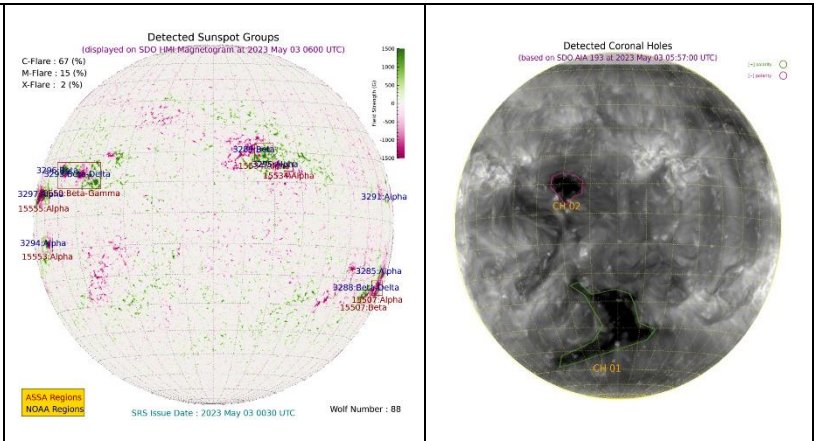 Detected Sunspot Groups
(displayed on SDO HMI Magnetogram at 2023 May 03 0600 UTC)
C-Flare : 67 (%)
M-Flare : 15 (%)
X-Flare : 2 (%)
1500
1000
500
0
-500
-1000
-1500
Field Strength (G)
3289:Beta
15534:Alpha
3291:Alpha
15555:Alpha
3294:Alpha
15553:Alpha
3285:Alpha
3288:Beta-Delta
15507:Alpha
15507:Beta
ASSA Regions
NOAA Regions
SRS Issue Date : 2023 May 03 0030 UTC
Wolf Number : 88
Detected Coronal Holes
(based on SDO AIA 193 at 2023 May 03 05:57:00 UTC)
[+] polarity
[-] polarity
CH 02
CH 01